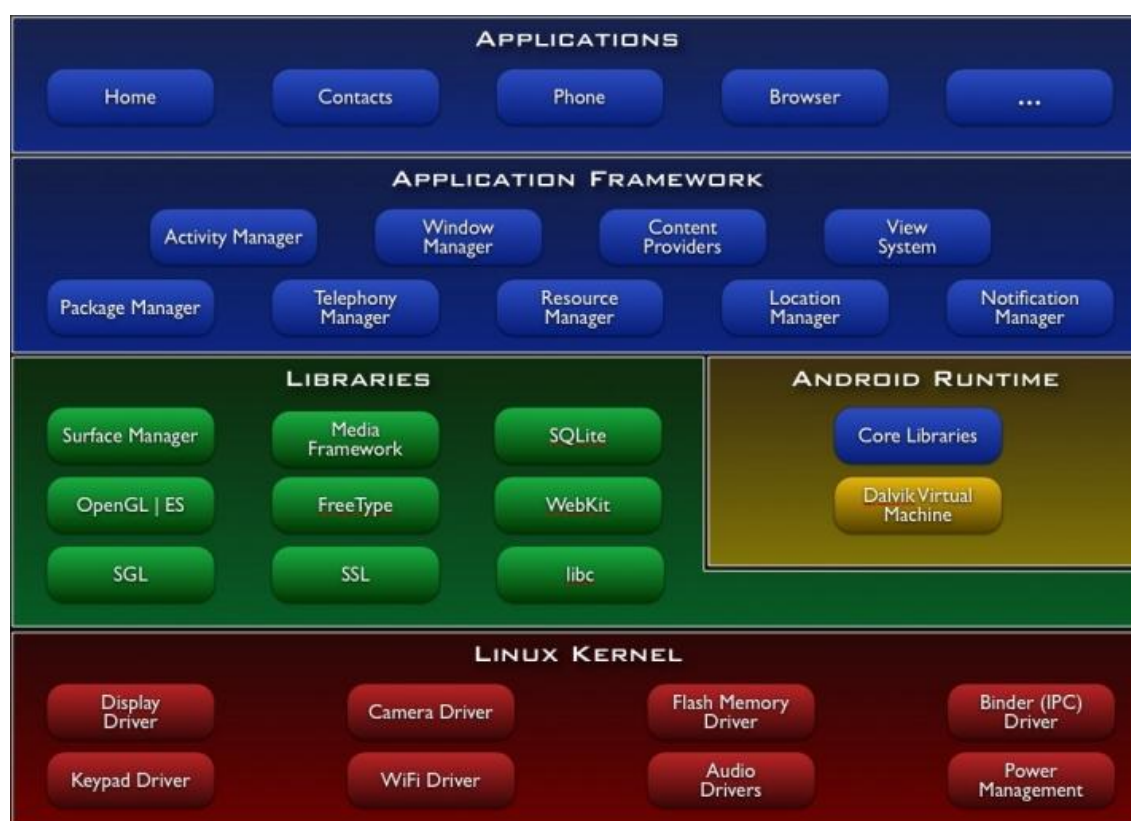 APPLICATIONS
Home
Contacts
Phone
Browser
...
APPLICATION FRAMEWORK
Activity Manager
Window
Manager
Content
Providers
View
System
Package Manager
Telephony
Manager
Resource
Manager
Location
Manager
Notification
Manager
LIBRARIES
Surface Manager
Media
Framework
SQLite
OpenGL | ES
FreeType
WebKit
SGL
SSL
libc
ANDROID RUNTIME
Core Libraries
Dalvik Virtual
Machine
LINUX KERNEL
Display
Driver
Camera Driver
Flash Memory
Driver
Binder (IPC)
Driver
Keypad Driver
WiFi Driver
Audio
Drivers
Power
Management